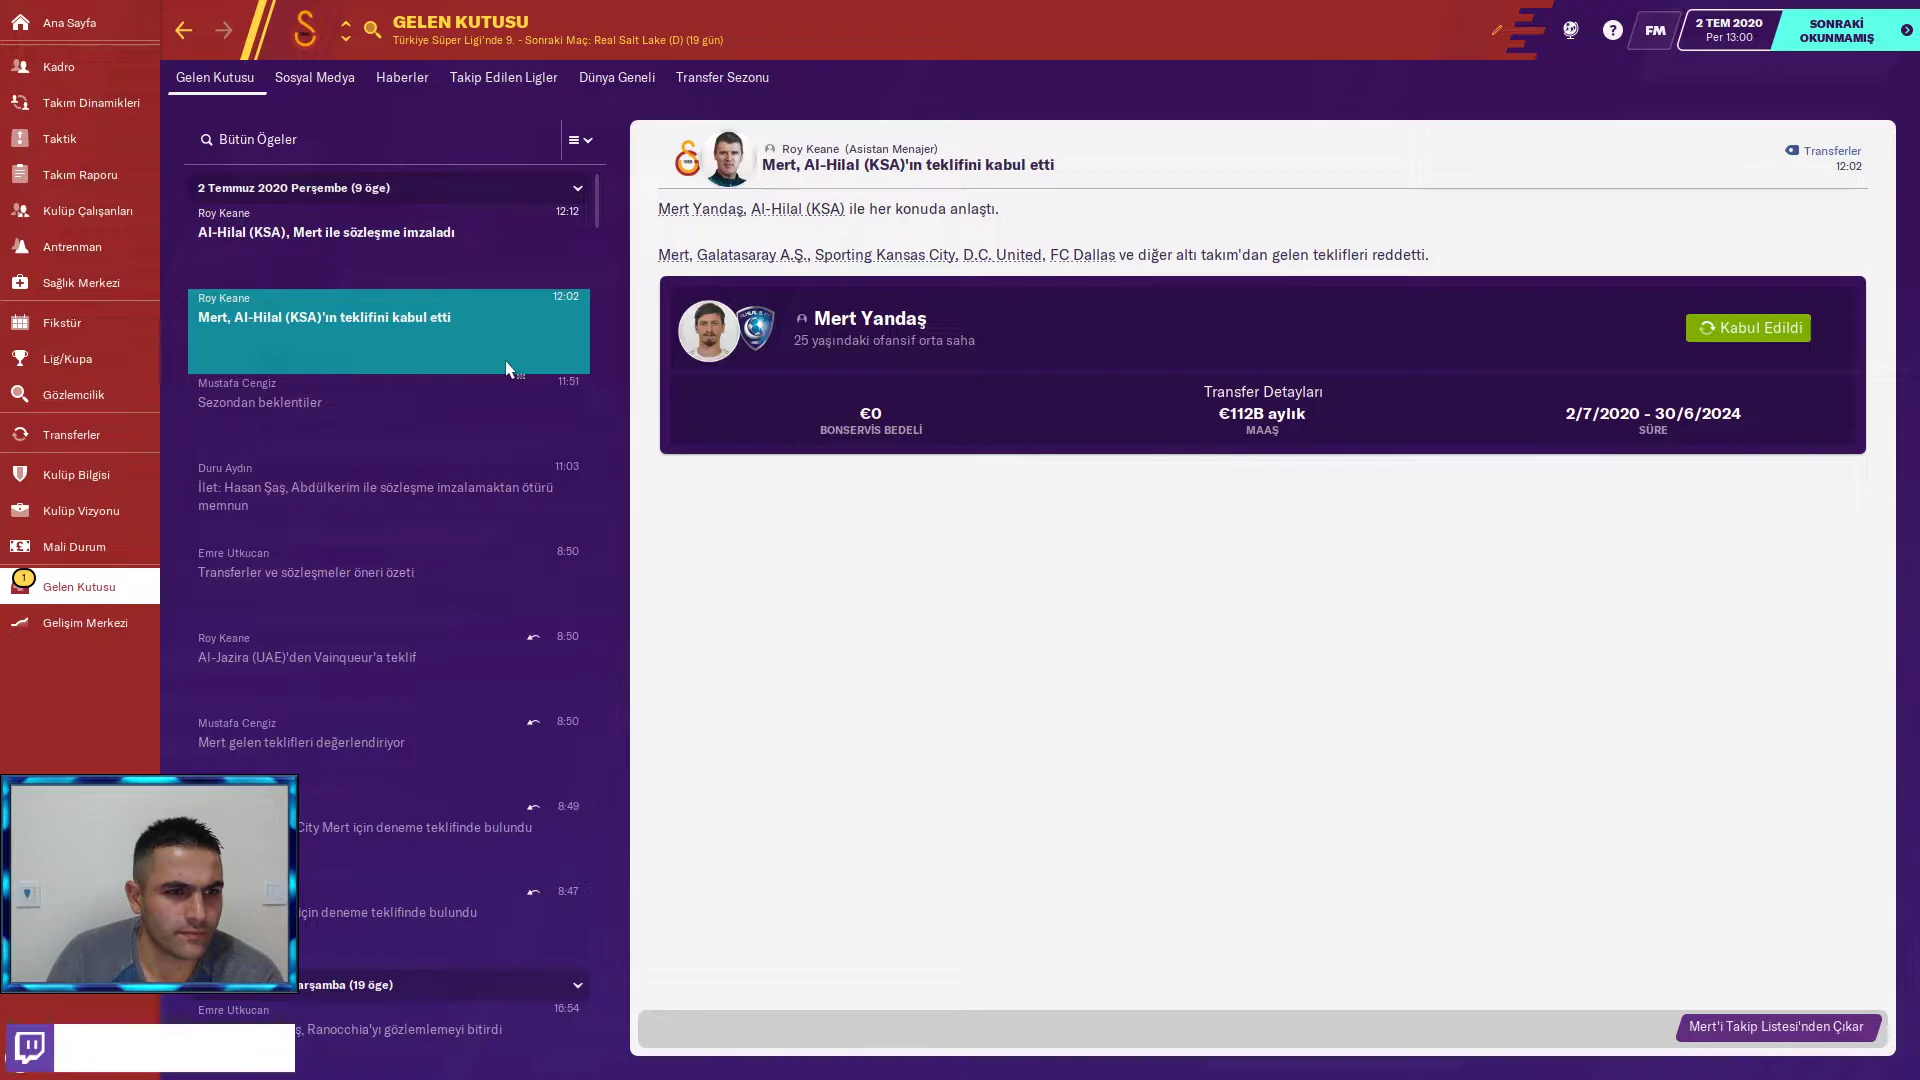 Ana Sayfa
Kadro
Takım Dinamikleri
Taktik
Takım Raporu
Kulüp Çalışanları
Antrenman
Sağlık Merkezi
Fikstür
Lig/Kupa
Gözlemcilik
Transferler
Kulüp Bilgisi
Kulüp Vizyonu
Mali Durum
1
Gelen Kutusu
Gelişim Merkezi
GELEN KUTUSU
Türkiye Süper Ligi'nde 9. - Sonraki Maç: Real Salt Lake (D) (19 gün)
?
FM
2 TEM 2020
Per 13:00
SONRAKİ
OKUNMAMIŞ
Gelen Kutusu
Sosyal Medya
Haberler
Takip Edilen Ligler
Dünya Geneli
Transfer Sezonu
Bütün Ögeler
2 Temmuz 2020 Perşembe (9 öge)
Roy Keane
12:12
Al-Hilal (KSA), Mert ile sözleşme imzaladı
Roy Keane
12:02
Mert, Al-Hilal (KSA)'ın teklifini kabul etti
Mustafa Cengiz
11:51
Sezondan beklentiler
Duru Aydın
11:03
İlet: Hasan Şaş, Abdülkerim ile sözleşme imzalamaktan ötürü
memnun
Emre Utkucan
8:50
Transferler ve sözleşmeler öneri özeti
Roy Keane
8:50
Al-Jazira (UAE)'den Vainqueur'a teklif
Mustafa Cengiz
8:50
Mert gelen teklifleri değerlendiriyor
8:49
City Mert için deneme teklifinde bulundu
8:47
için deneme teklifinde bulundu
arşamba (19 öge)
Emre Utkucan
16:54
ş, Ranocchia'yı gözlemlemeyi bitirdi
Roy Keane (Asistan Menajer)
Mert, Al-Hilal (KSA)'ın teklifini kabul etti
Transferler
12:02
Mert Yandaş, Al-Hilal (KSA) ile her konuda anlaştı.
Mert, Galatasaray A.Ş., Sporting Kansas City, D.C. United, FC Dallas ve diğer altı takım'dan gelen teklifleri reddetti.
Mert Yandaş
25 yaşındaki ofansif orta saha
Kabul Edildi
Transfer Detayları
€0
BONSERVİS BEDELİ
€112B aylık
MAAŞ
2/7/2020 - 30/6/2024
SÜRE
Mert'i Takip Listesi'nden Çıkar